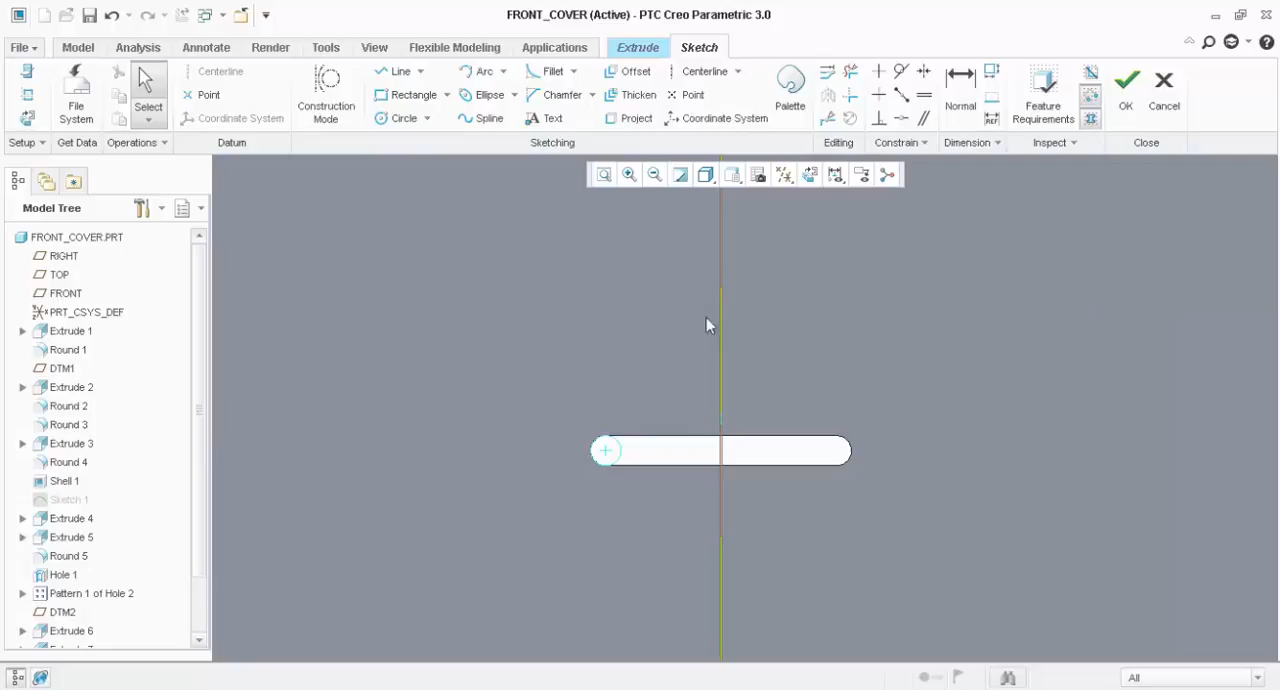 FRONT_COVER (Active) - PTC Creo Parametric 3.0
File Model Analysis Annotate Render Tools View Flexible Modeling Applications Extrude Sketch
Centerline Line Arc Fillet Offset Centerline
Point Rectangle Ellipse Chamfer Thicken Point
Coordinate System Circle Spline Text Project Coordinate System
File System Select Construction Mode Palette Normal Feature Requirements OK Cancel
Setup Get Data Operations Datum Sketching Editing Constrain Dimension Inspect Close
Model Tree
FRONT_COVER.PRT
RIGHT
TOP
FRONT
PRT_CSYS_DEF
Extrude 1
Round 1
DTM1
Extrude 2
Round 2
Round 3
Extrude 3
Round 4
Shell 1
Sketch 1
Extrude 4
Extrude 5
Round 5
Hole 1
Pattern 1 of Hole 2
DTM2
Extrude 6
All